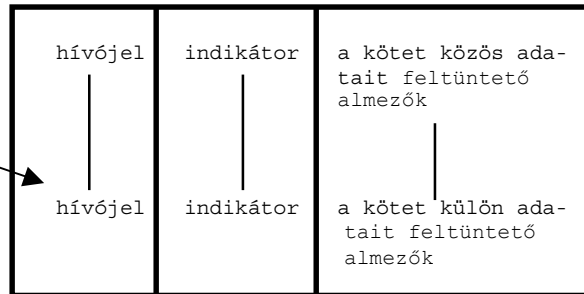 hívójel indikátor a kötet közös ada-
tait feltüntető
almezők
hívójel indikátor a kötet külön ada-
tait feltüntető
almezők